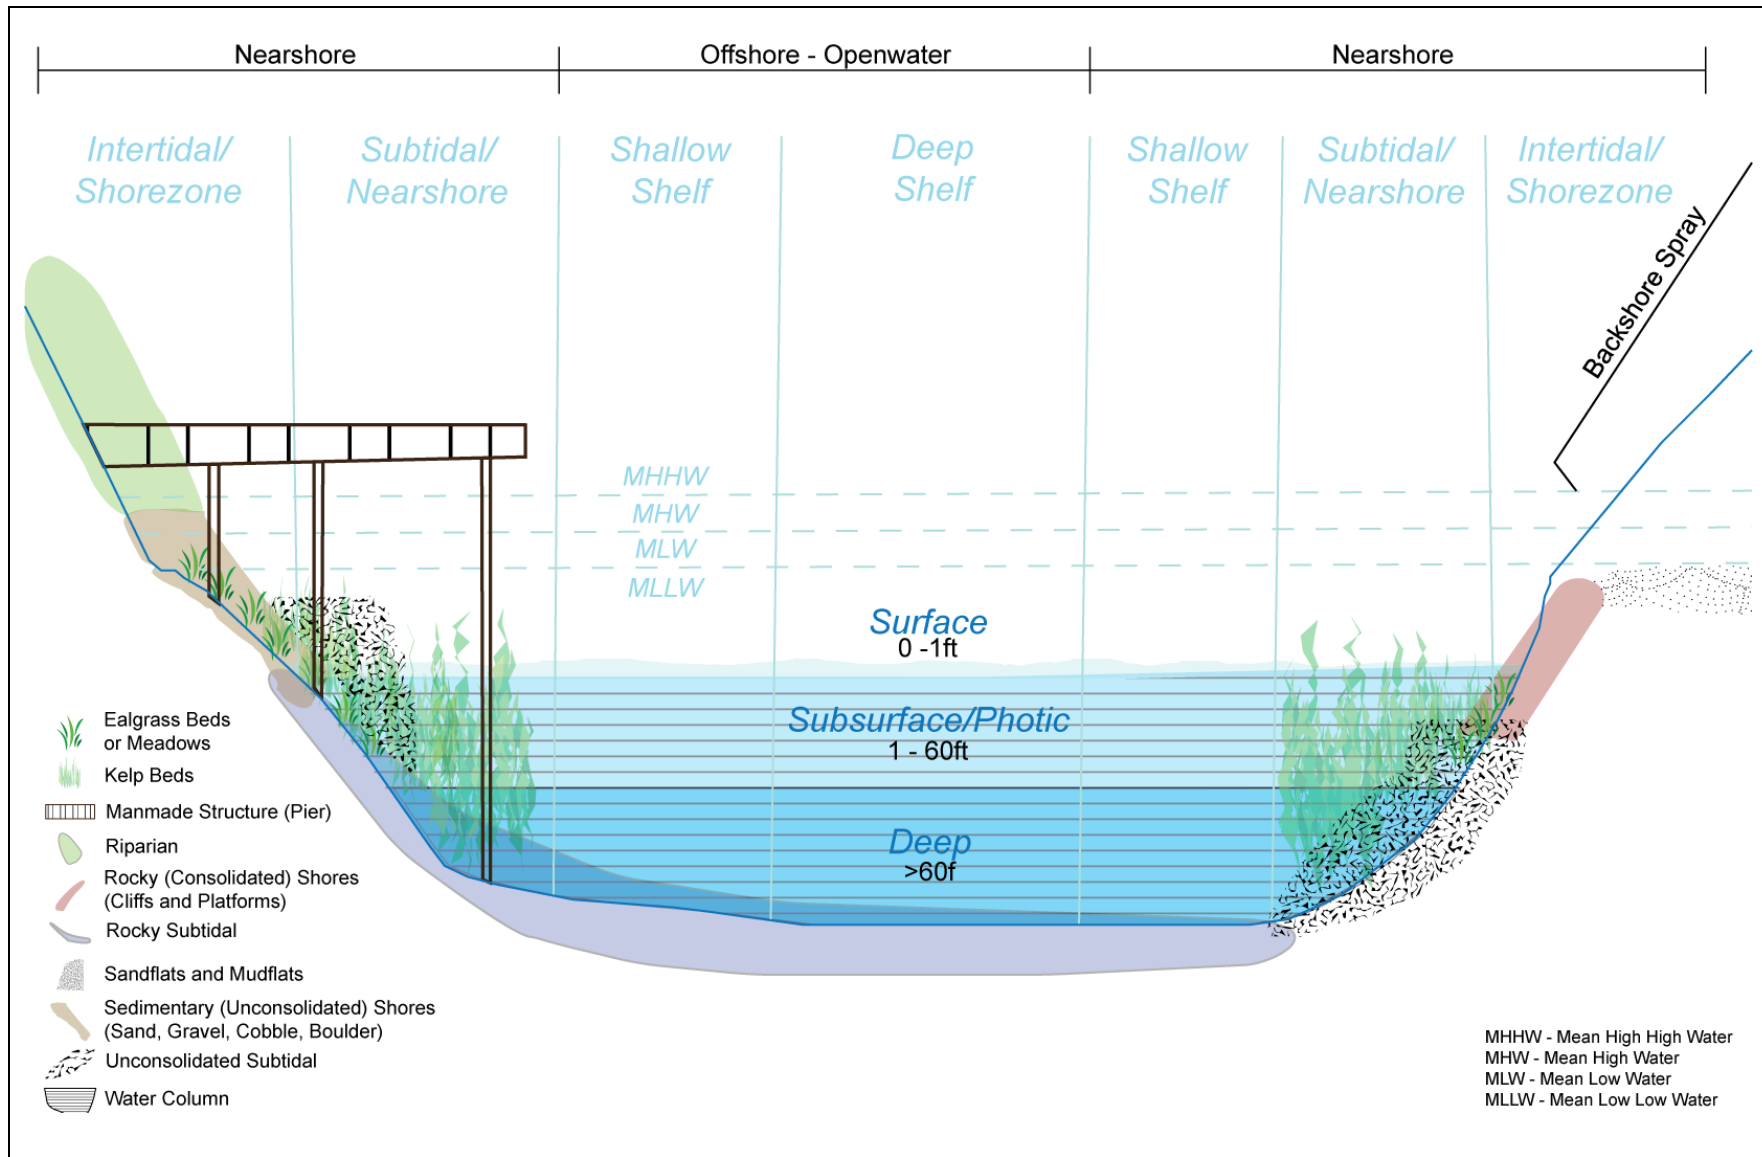 Nearshore
Offshore - Openwater
Nearshore
Intertidal/
Shorezone
Subtidal/
Nearshore
Shallow
Shelf
Deep
Shelf
Shallow
Shelf
Subtidal/
Nearshore
Intertidal/
Shorezone
Backshore Spray
MHHW
MHW
MLW
MLLW
Surface
0 -1ft
Subsurface/Photic
1 - 60ft
Deep
>60f
Ealgrass Beds
or Meadows
Kelp Beds
Manmade Structure (Pier)
Riparian
Rocky (Consolidated) Shores
(Cliffs and Platforms)
Rocky Subtidal
Sandflats and Mudflats
Sedimentary (Unconsolidated) Shores
(Sand, Gravel, Cobble, Boulder)
Unconsolidated Subtidal
Water Column
MHHW - Mean High High Water
MHW - Mean High Water
MLW - Mean Low Water
MLLW - Mean Low Low Water